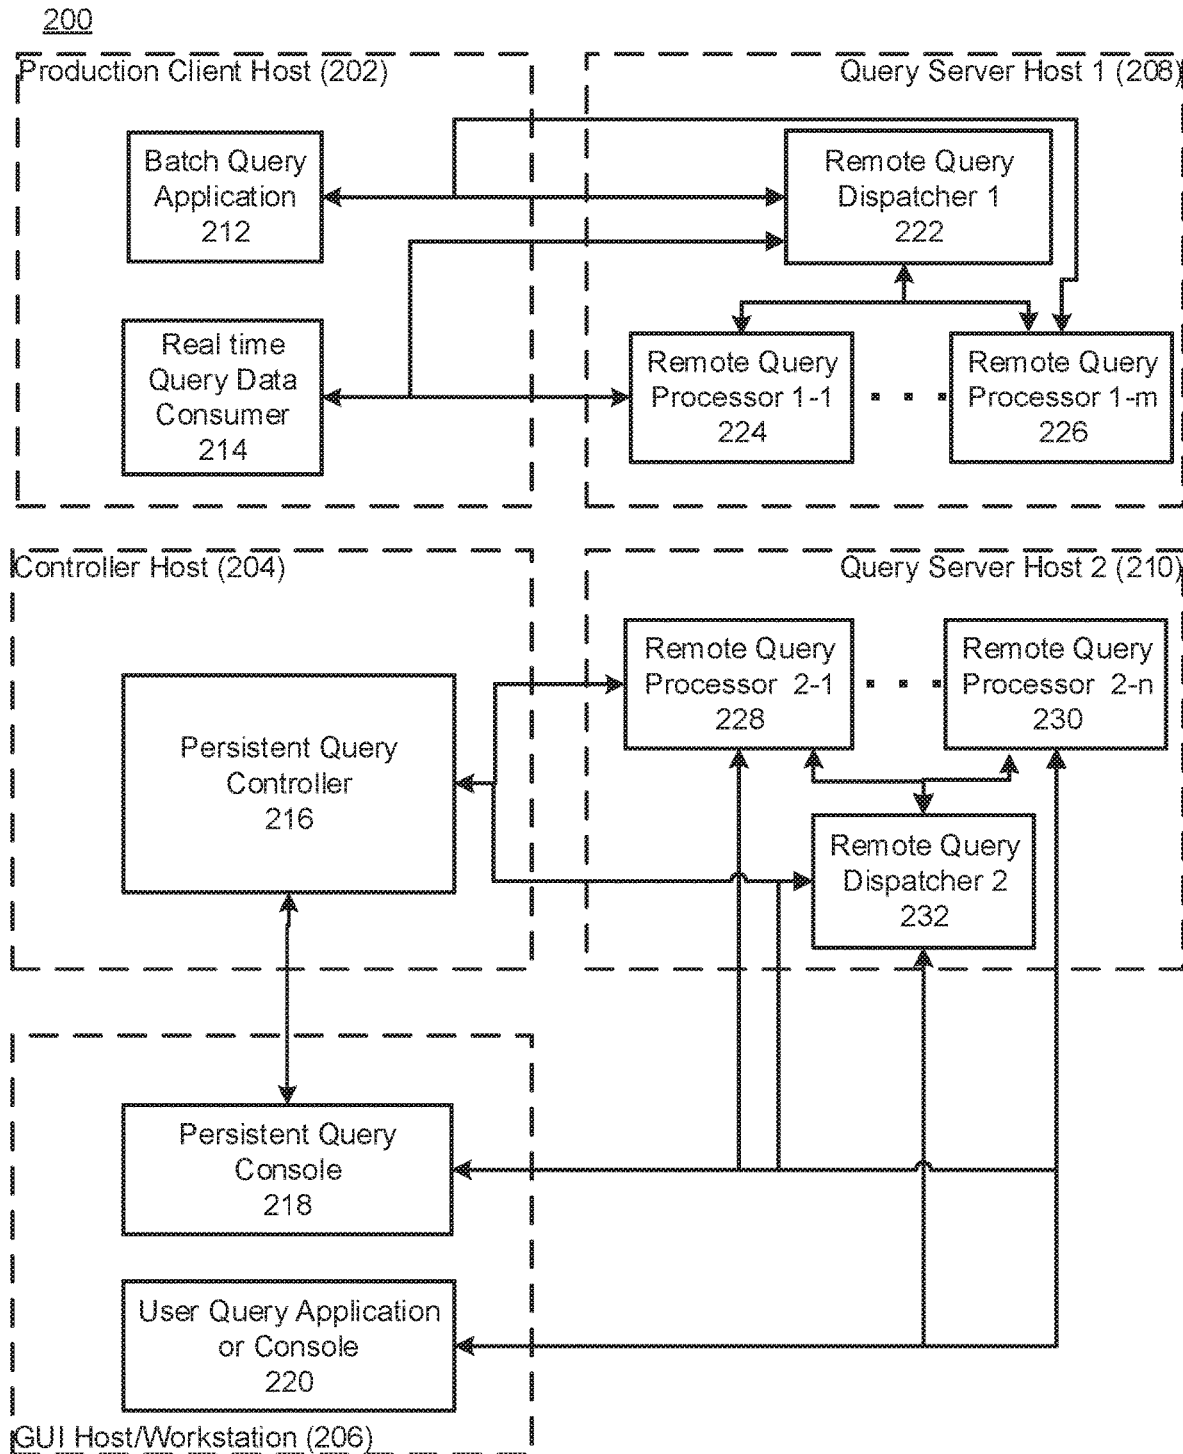 200
Production Client Host (202)
Query Server Host 1 (208)
Batch Query
Application
212
Remote Query
Dispatcher 1
222
Real time
Query Data
Consumer
214
Remote Query
Processor 1-1
224
Remote Query
Processor 1-m
226
Controller Host (204)
Query Server Host 2 (210)
Remote Query
Processor 2-1
228
Remote Query
Processor 2-n
230
Persistent Query
Controller
216
Remote Query
Dispatcher 2
232
Persistent Query
Console
218
User Query Application
or Console
220
GUI Host/Workstation (206)